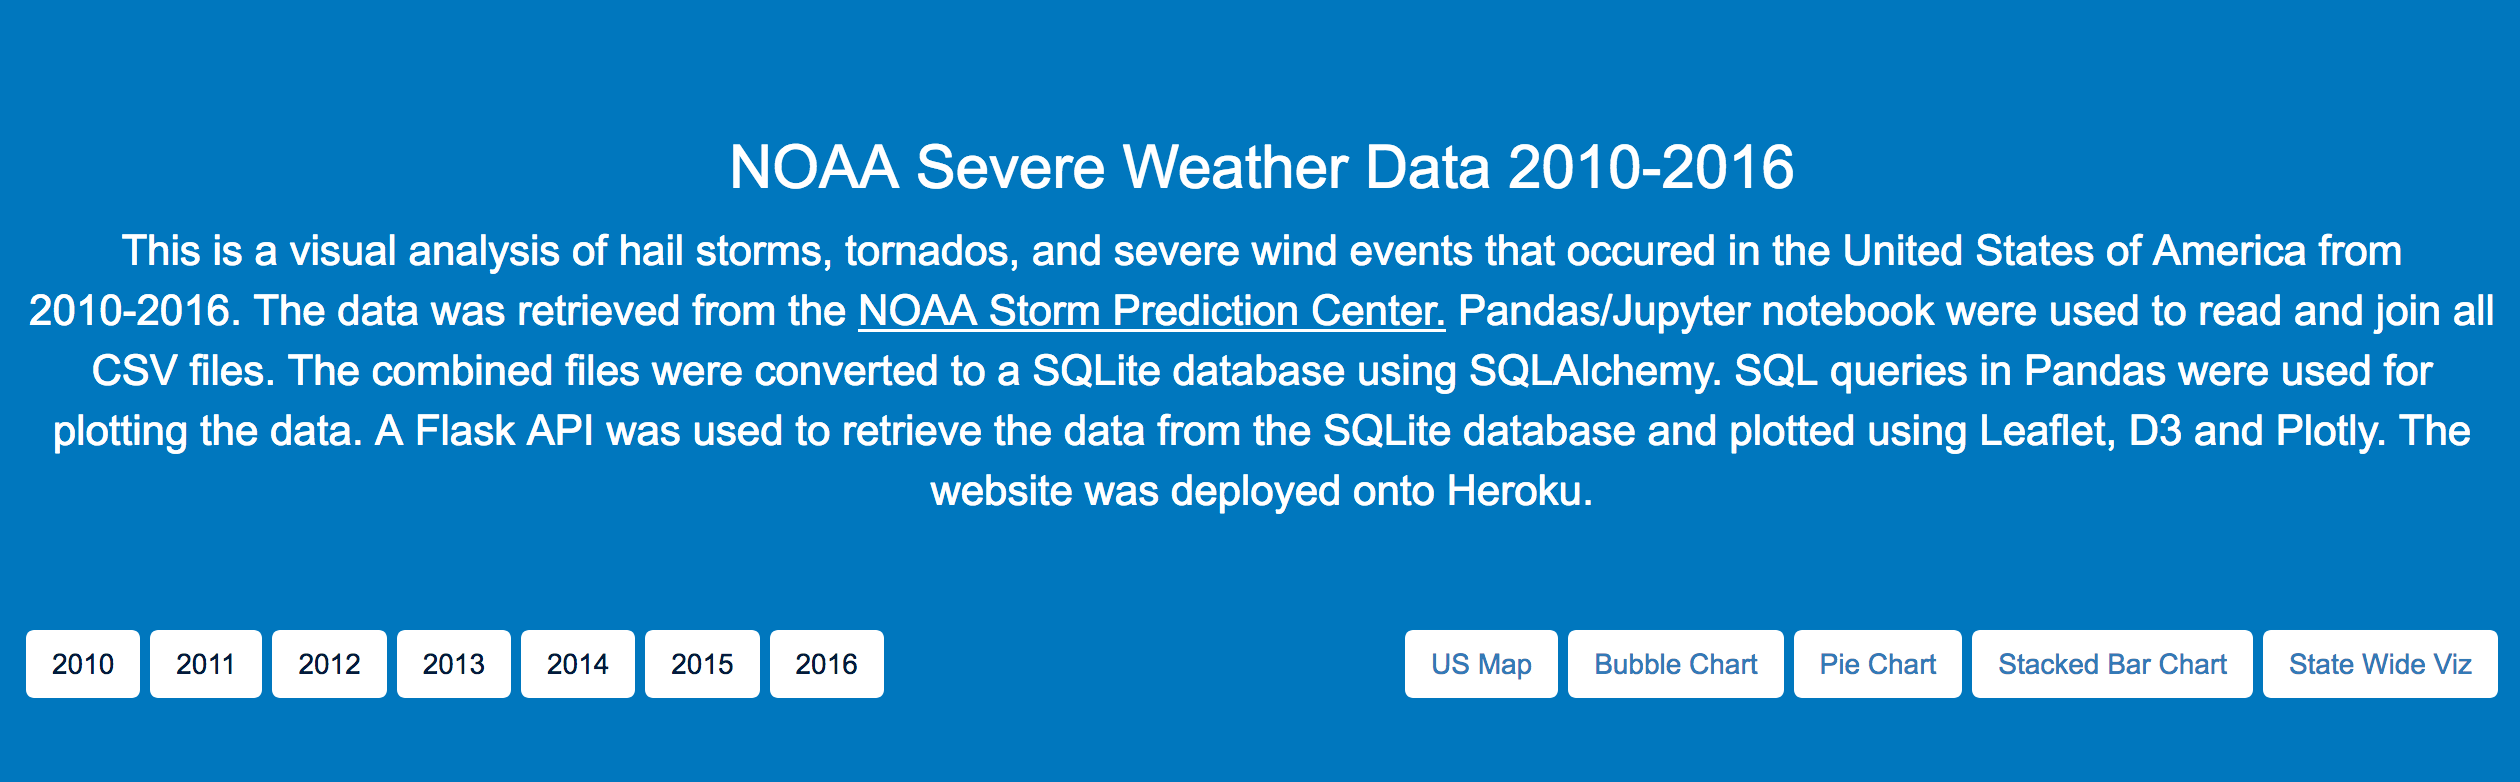 NOAA Severe Weather Data 2010-2016
This is a visual analysis of hail storms, tornados, and severe wind events that occured in the United States of America from
2010-2016. The data was retrieved from the NOAA Storm Prediction Center. Pandas/Jupyter notebook were used to read and join all
CSV files. The combined files were converted to a SQLite database using SQLAlchemy. SQL queries in Pandas were used for
plotting the data. A Flask API was used to retrieve the data from the SQLite database and plotted using Leaflet, D3 and Plotly. The
website was deployed onto Heroku.
2010 2011 2012 2013 2014 2015 2016 US Map Bubble Chart Pie Chart Stacked Bar Chart State Wide Viz